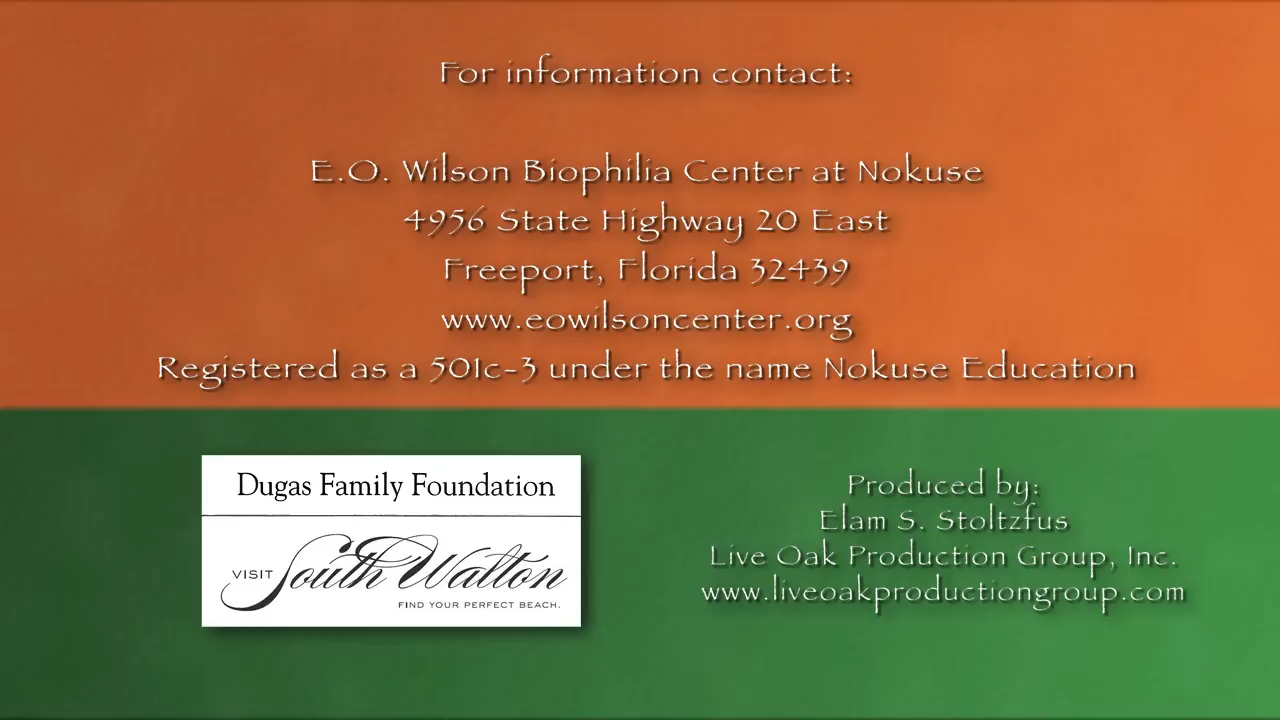 For information contact:
E.O. Wilson Biophilia Center at Nokuse
4956 State Highway 20 East
Freeport, Florida 32439
www.eowilsoncenter.org
Registered as a 501c-3 under the name Nokuse Education
Dugas Family Foundation
VISIT South Walton
FIND YOUR PERFECT BEACH.
Produced by:
Elam S. Stoltzfus
Live Oak Production Group, Inc.
www.liveoakproductiongroup.com